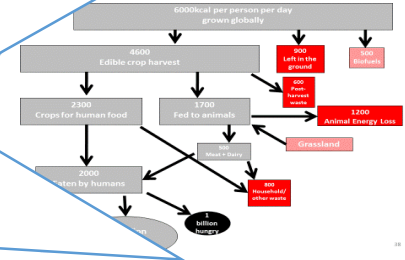 6000kcal per person per day
grown globally
4600
Edible crop harvest
900
Left in the
ground
500
Biofuels
600
Post-
harvest
waste
2300
Crops for human food
1700
Fed to animals
1200
Animal Energy Loss
500
Meat + Dairy
Grassland
2000
aten by humans
800
Household/
other waste
1
billion
hungry
38